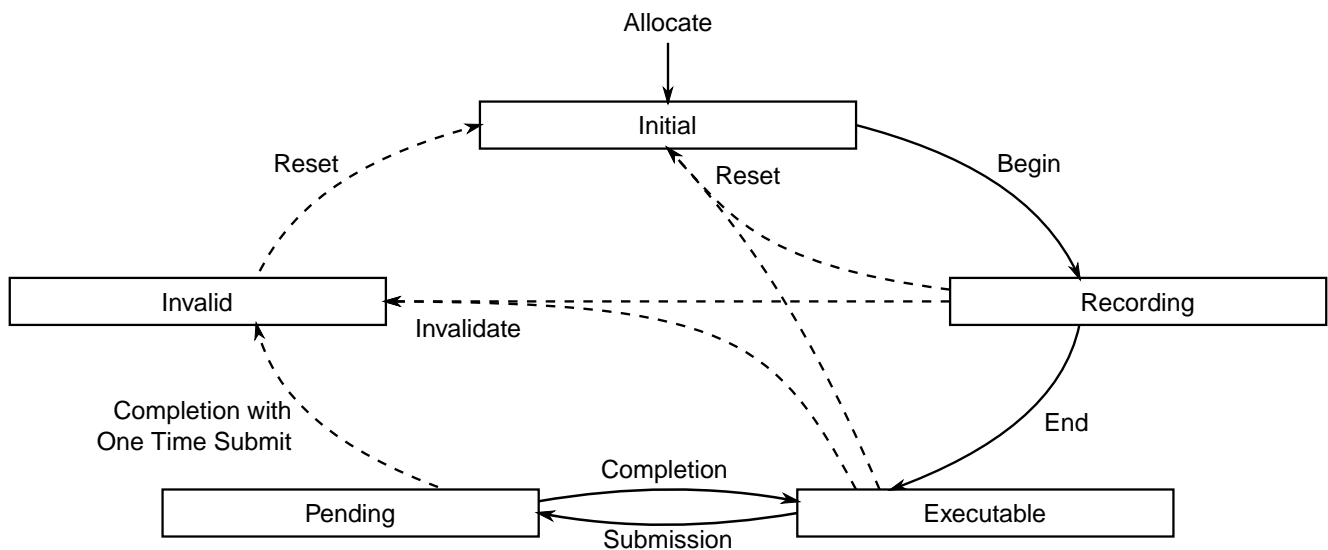 Allocate
Initial
Reset
Reset
Begin
Invalid
Recording
Invalidate
Completion with
One Time Submit
End
Completion
Pending
Executable
Submission